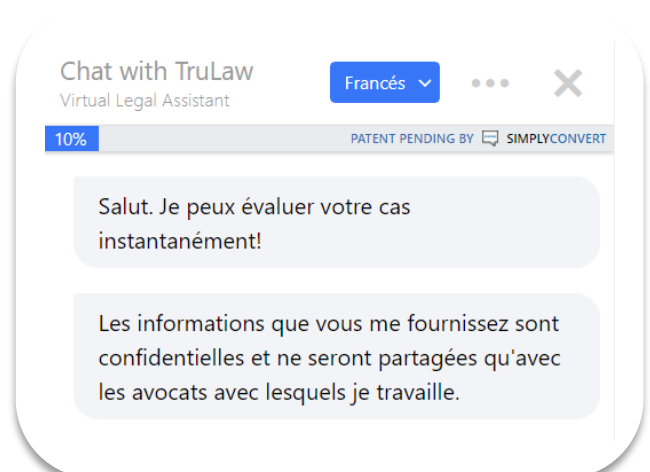 Chat with TruLaw
Virtual Legal Assistant
Francés
10%
PATENT PENDING BY SIMPLYCONVERT
Salut. Je peux évaluer votre cas
instantanément!
Les informations que vous me fournissez sont
confidentielles et ne seront partagées qu'avec
les avocats avec lesquels je travaille.